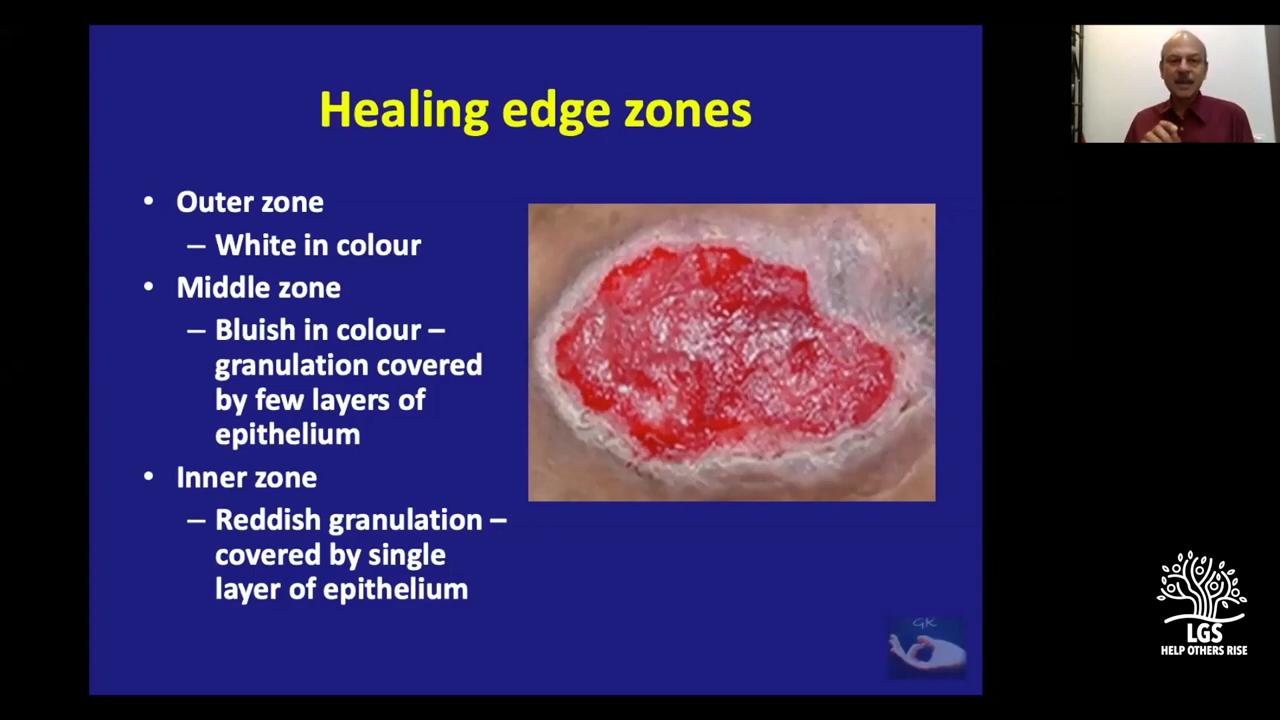 Healing edge zones
• Outer zone
– White in colour
• Middle zone
– Bluish in colour –
granulation covered
by few layers of
epithelium
• Inner zone
– Reddish granulation –
covered by single
layer of epithelium
GK
LGS
HELP OTHERS RISE